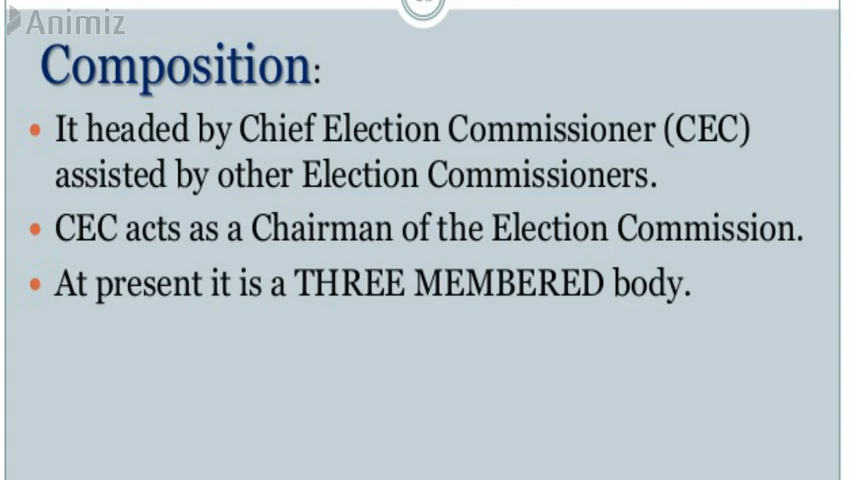 Animiz
Composition:
• It headed by Chief Election Commissioner (CEC)
assisted by other Election Commissioners.
• CEC acts as a Chairman of the Election Commission.
• At present it is a THREE MEMBERED body.